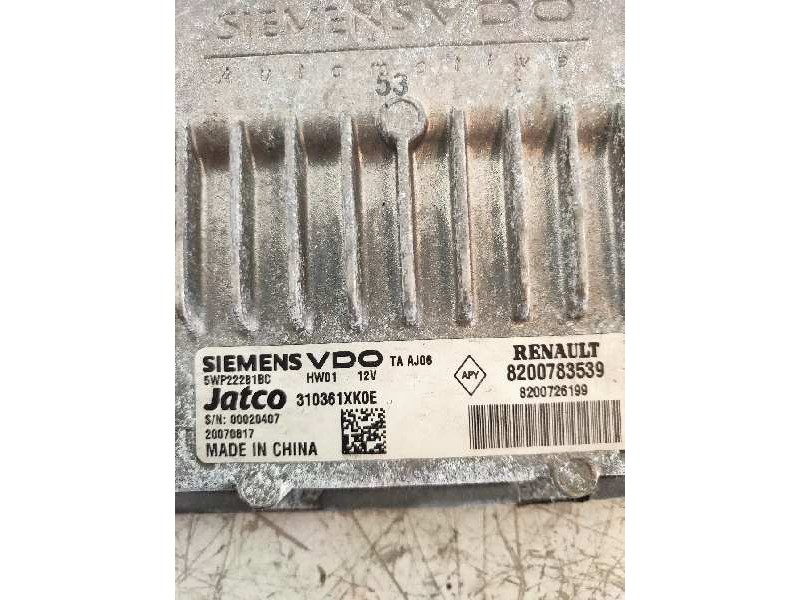 SIEMENS VDO
Automotive
53
SIEMENS VDO TA AJ06
5WP22281BC HW01 12V
Jatco 310361XK0E
S/N: 00020407
20070817
MADE IN CHINA
APY
RENAULT
8200783539
8200726199